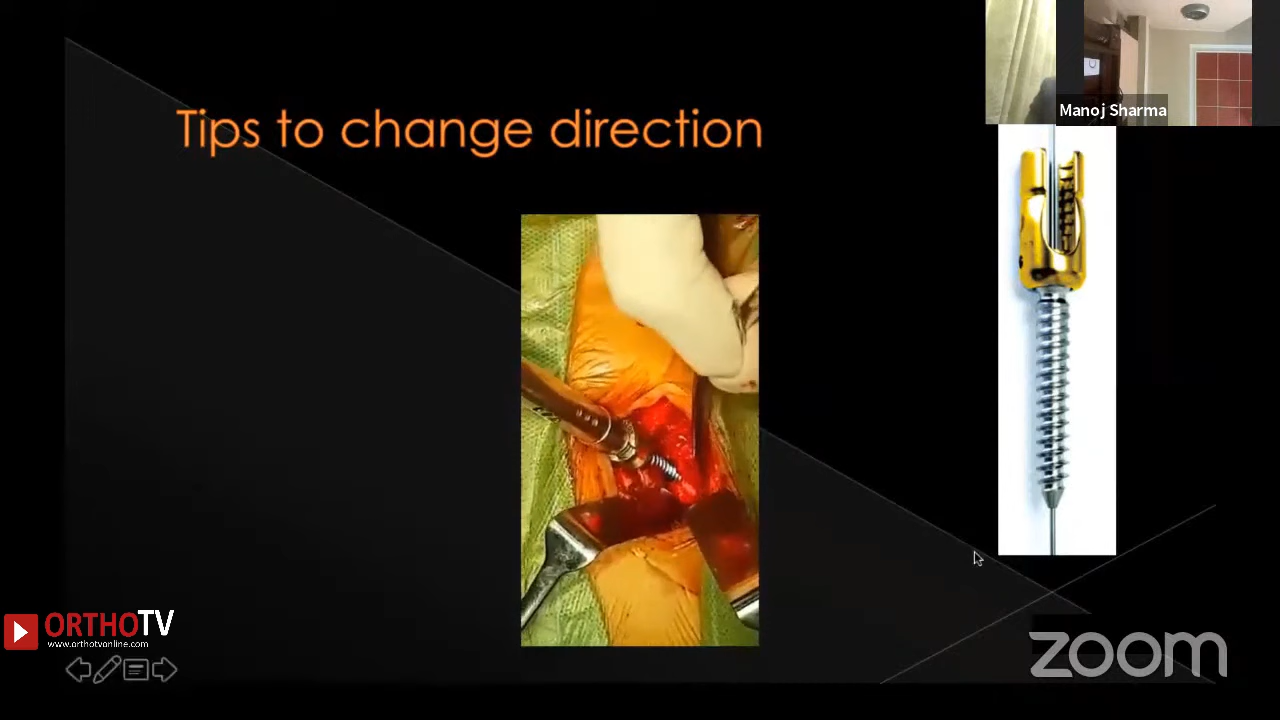 Manoj Sharma
Tips to change direction
ORTHOTV
www.orthotvonline.com
zoom